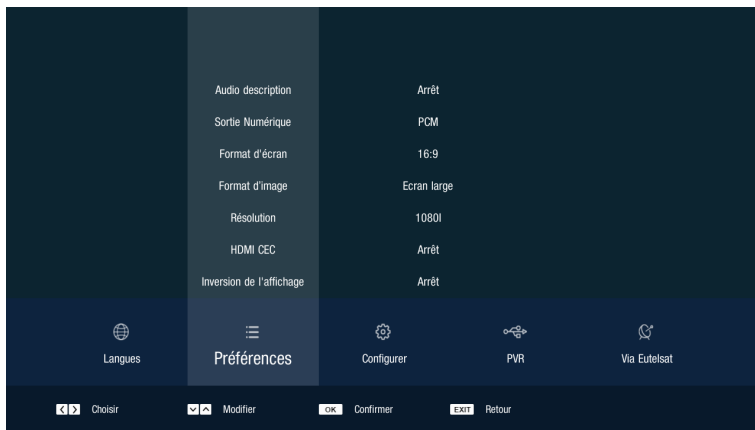 Audio description Arrêt
Sortie Numérique PCM
Format d'écran 16:9
Format d'image Ecran large
Résolution 1080I
HDMI CEC Arrêt
Inversion de l'affichage Arrêt
Langues Préférences Configurer PVR Via Eutelsat
Choisir Modifier OK Confirmer EXIT Retour